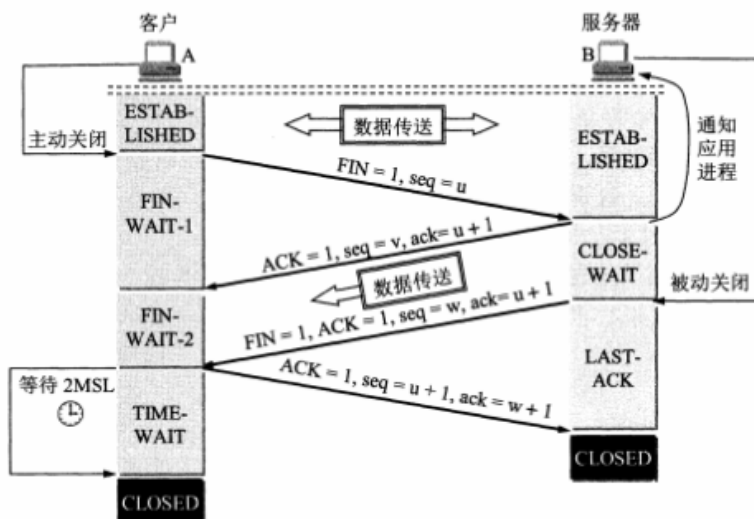 客户
服务器
A
B
ESTAB-
LISHED
数据传送
通知
应用
进程
主动关闭
ESTAB-
LISHED
FIN = 1, seq = u
FIN-
WAIT-1
ACK = 1, seq = v, ack= u + 1
CLOSE-
WAIT
数据传送
被动关闭
FIN-
WAIT-2
FIN = 1, ACK = 1, seq = w, ack= u + 1
LAST-
ACK
等待 2MSL
ACK = 1, seq = u + 1, ack = w + 1
TIME-
WAIT
CLOSED
CLOSED